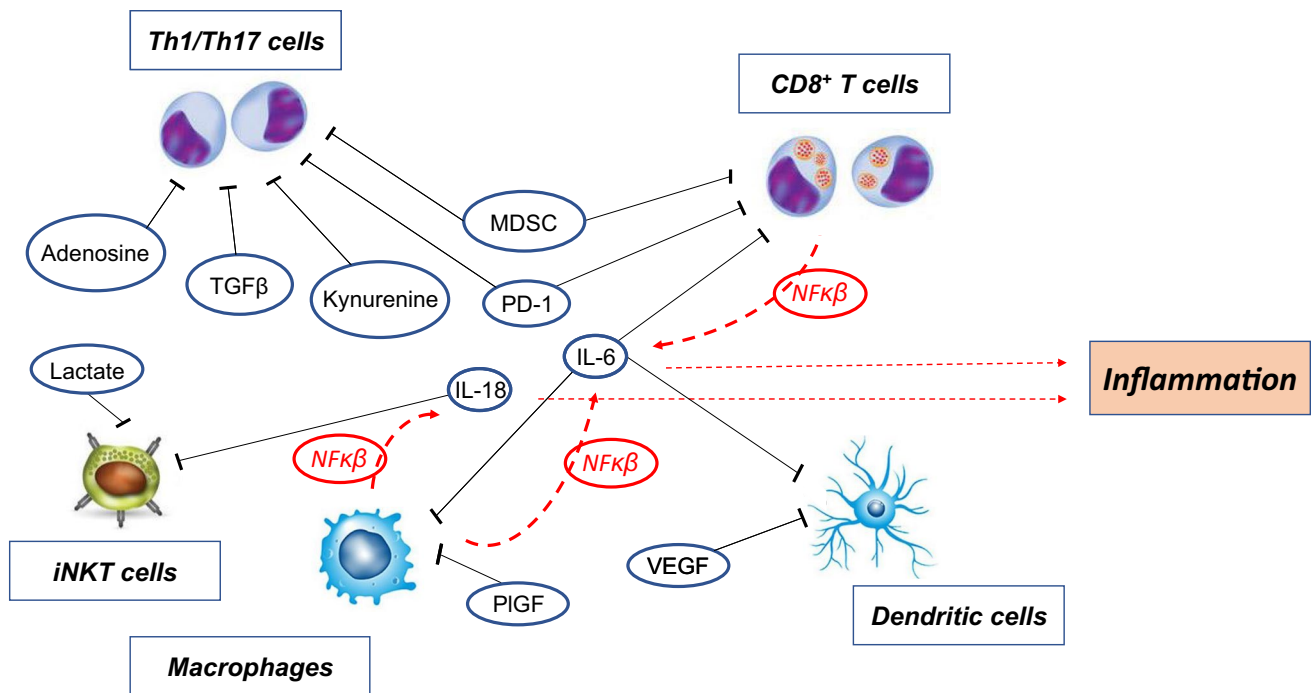 Th1/Th17 cells
CD8⁺ T cells
MDSC
Adenosine
TGFβ
Kynurenine
PD-1
NFκβ
IL-6
Lactate
IL-18
Inflammation
NFκβ
NFκβ
iNKT cells
VEGF
PlGF
Dendritic cells
Macrophages